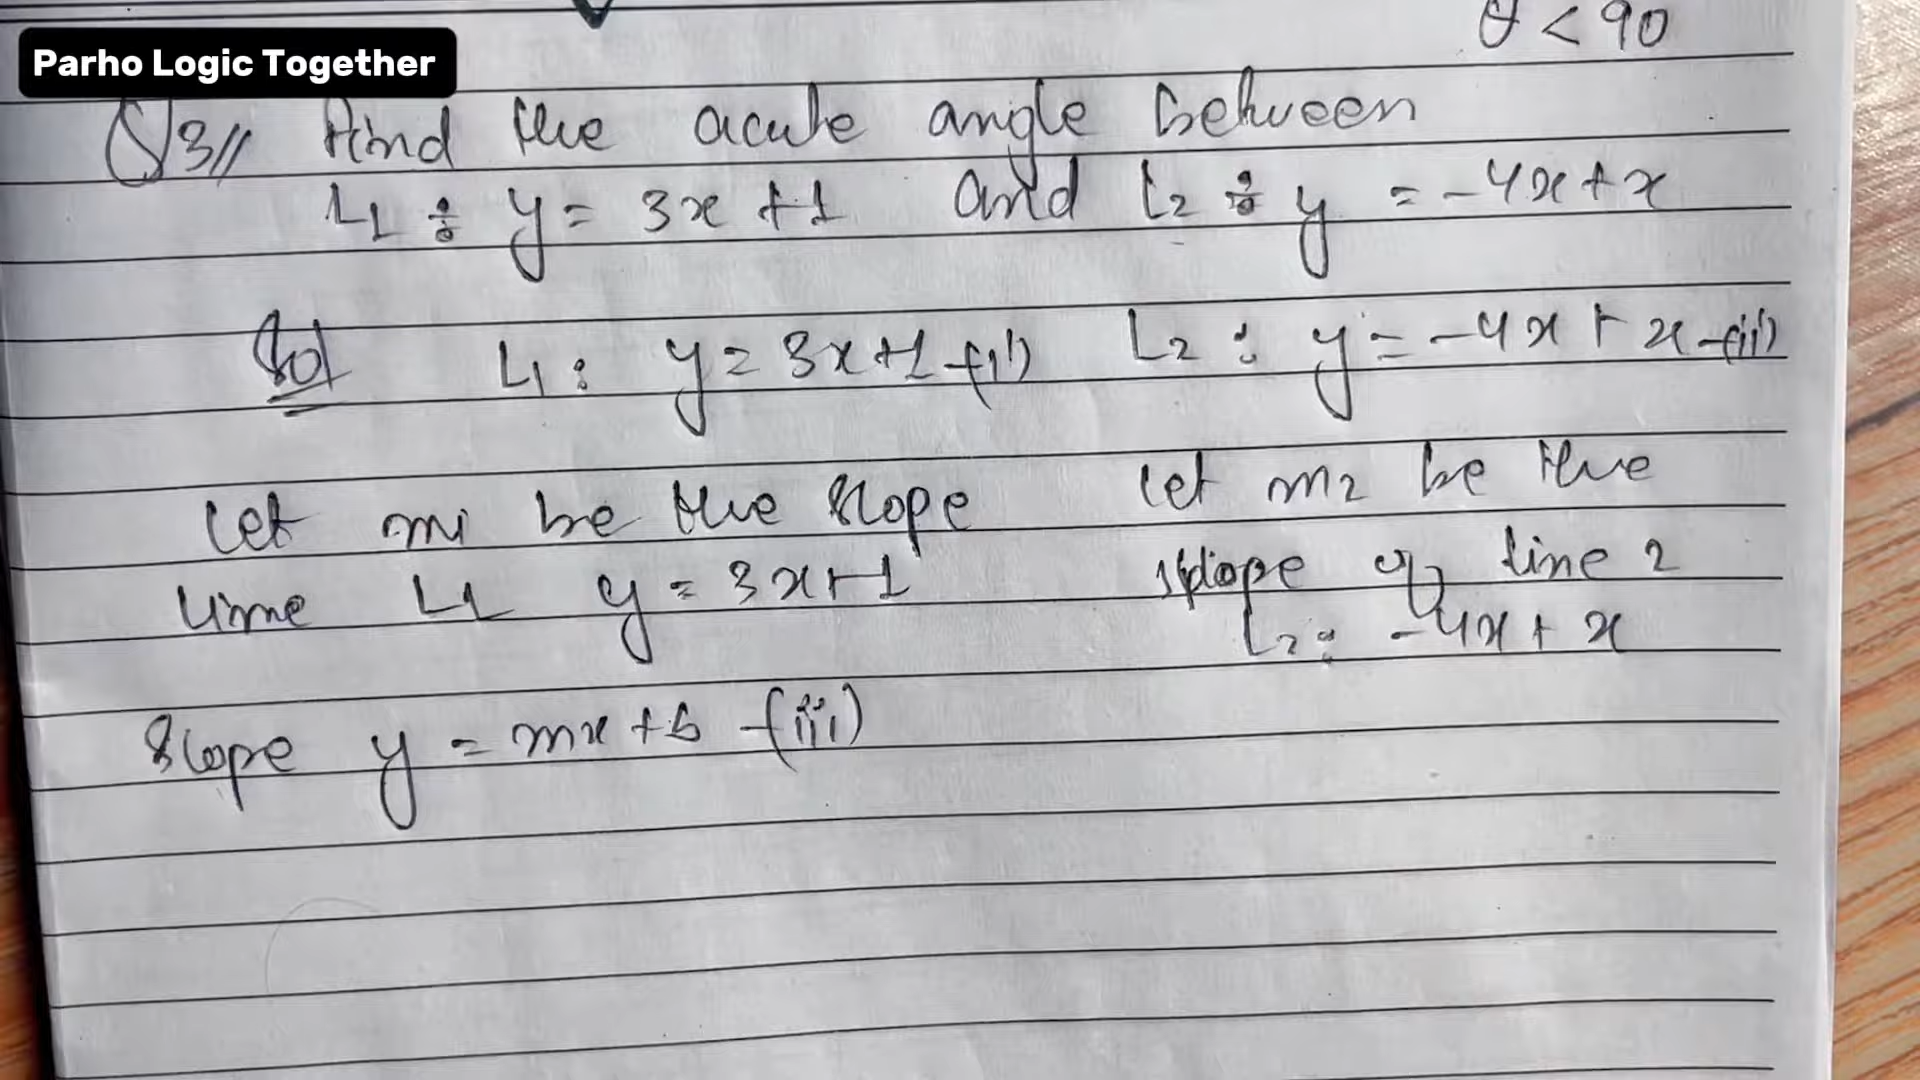 θ < 90
Parho Logic Together
Q3// Find the acute angle between
L1 : y = 3x + 1 and L2 : y = -4x + x
Sol L1 : y = 3x+1 -(i) L2 : y = -4x + x -(ii)
let m1 be the slope let m2 be the
line L1 y = 3x+1 slope of line 2
L2: -4x + x
slope y = mx + b -(iii)